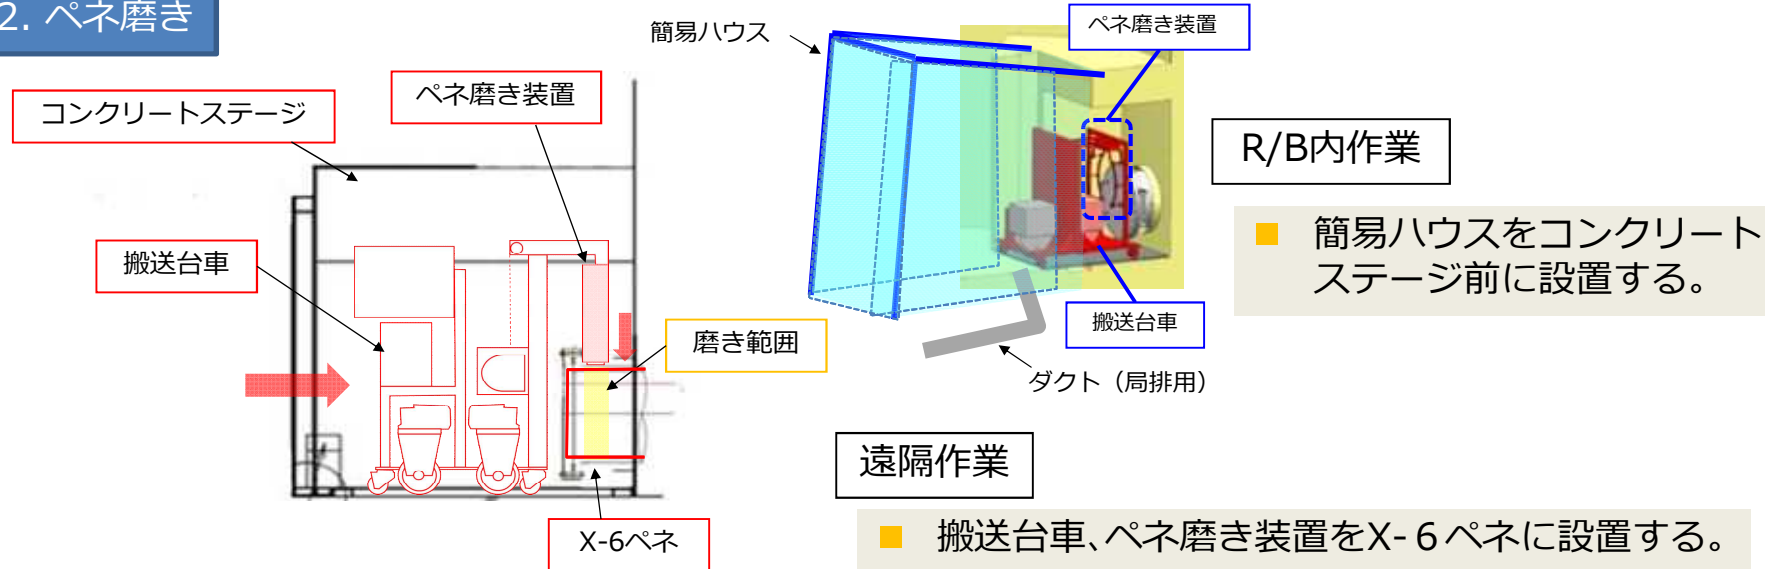 2. ペネ磨き
簡易ハウス
ペネ磨き装置
コンクリートステージ
ペネ磨き装置
搬送台車
磨き範囲
X-6ペネ
搬送台車
ダクト（局排用）
R/B内作業
■ 簡易ハウスをコンクリート
ステージ前に設置する。
遠隔作業
■ 搬送台車､ペネ磨き装置をX-６ペネに設置する。